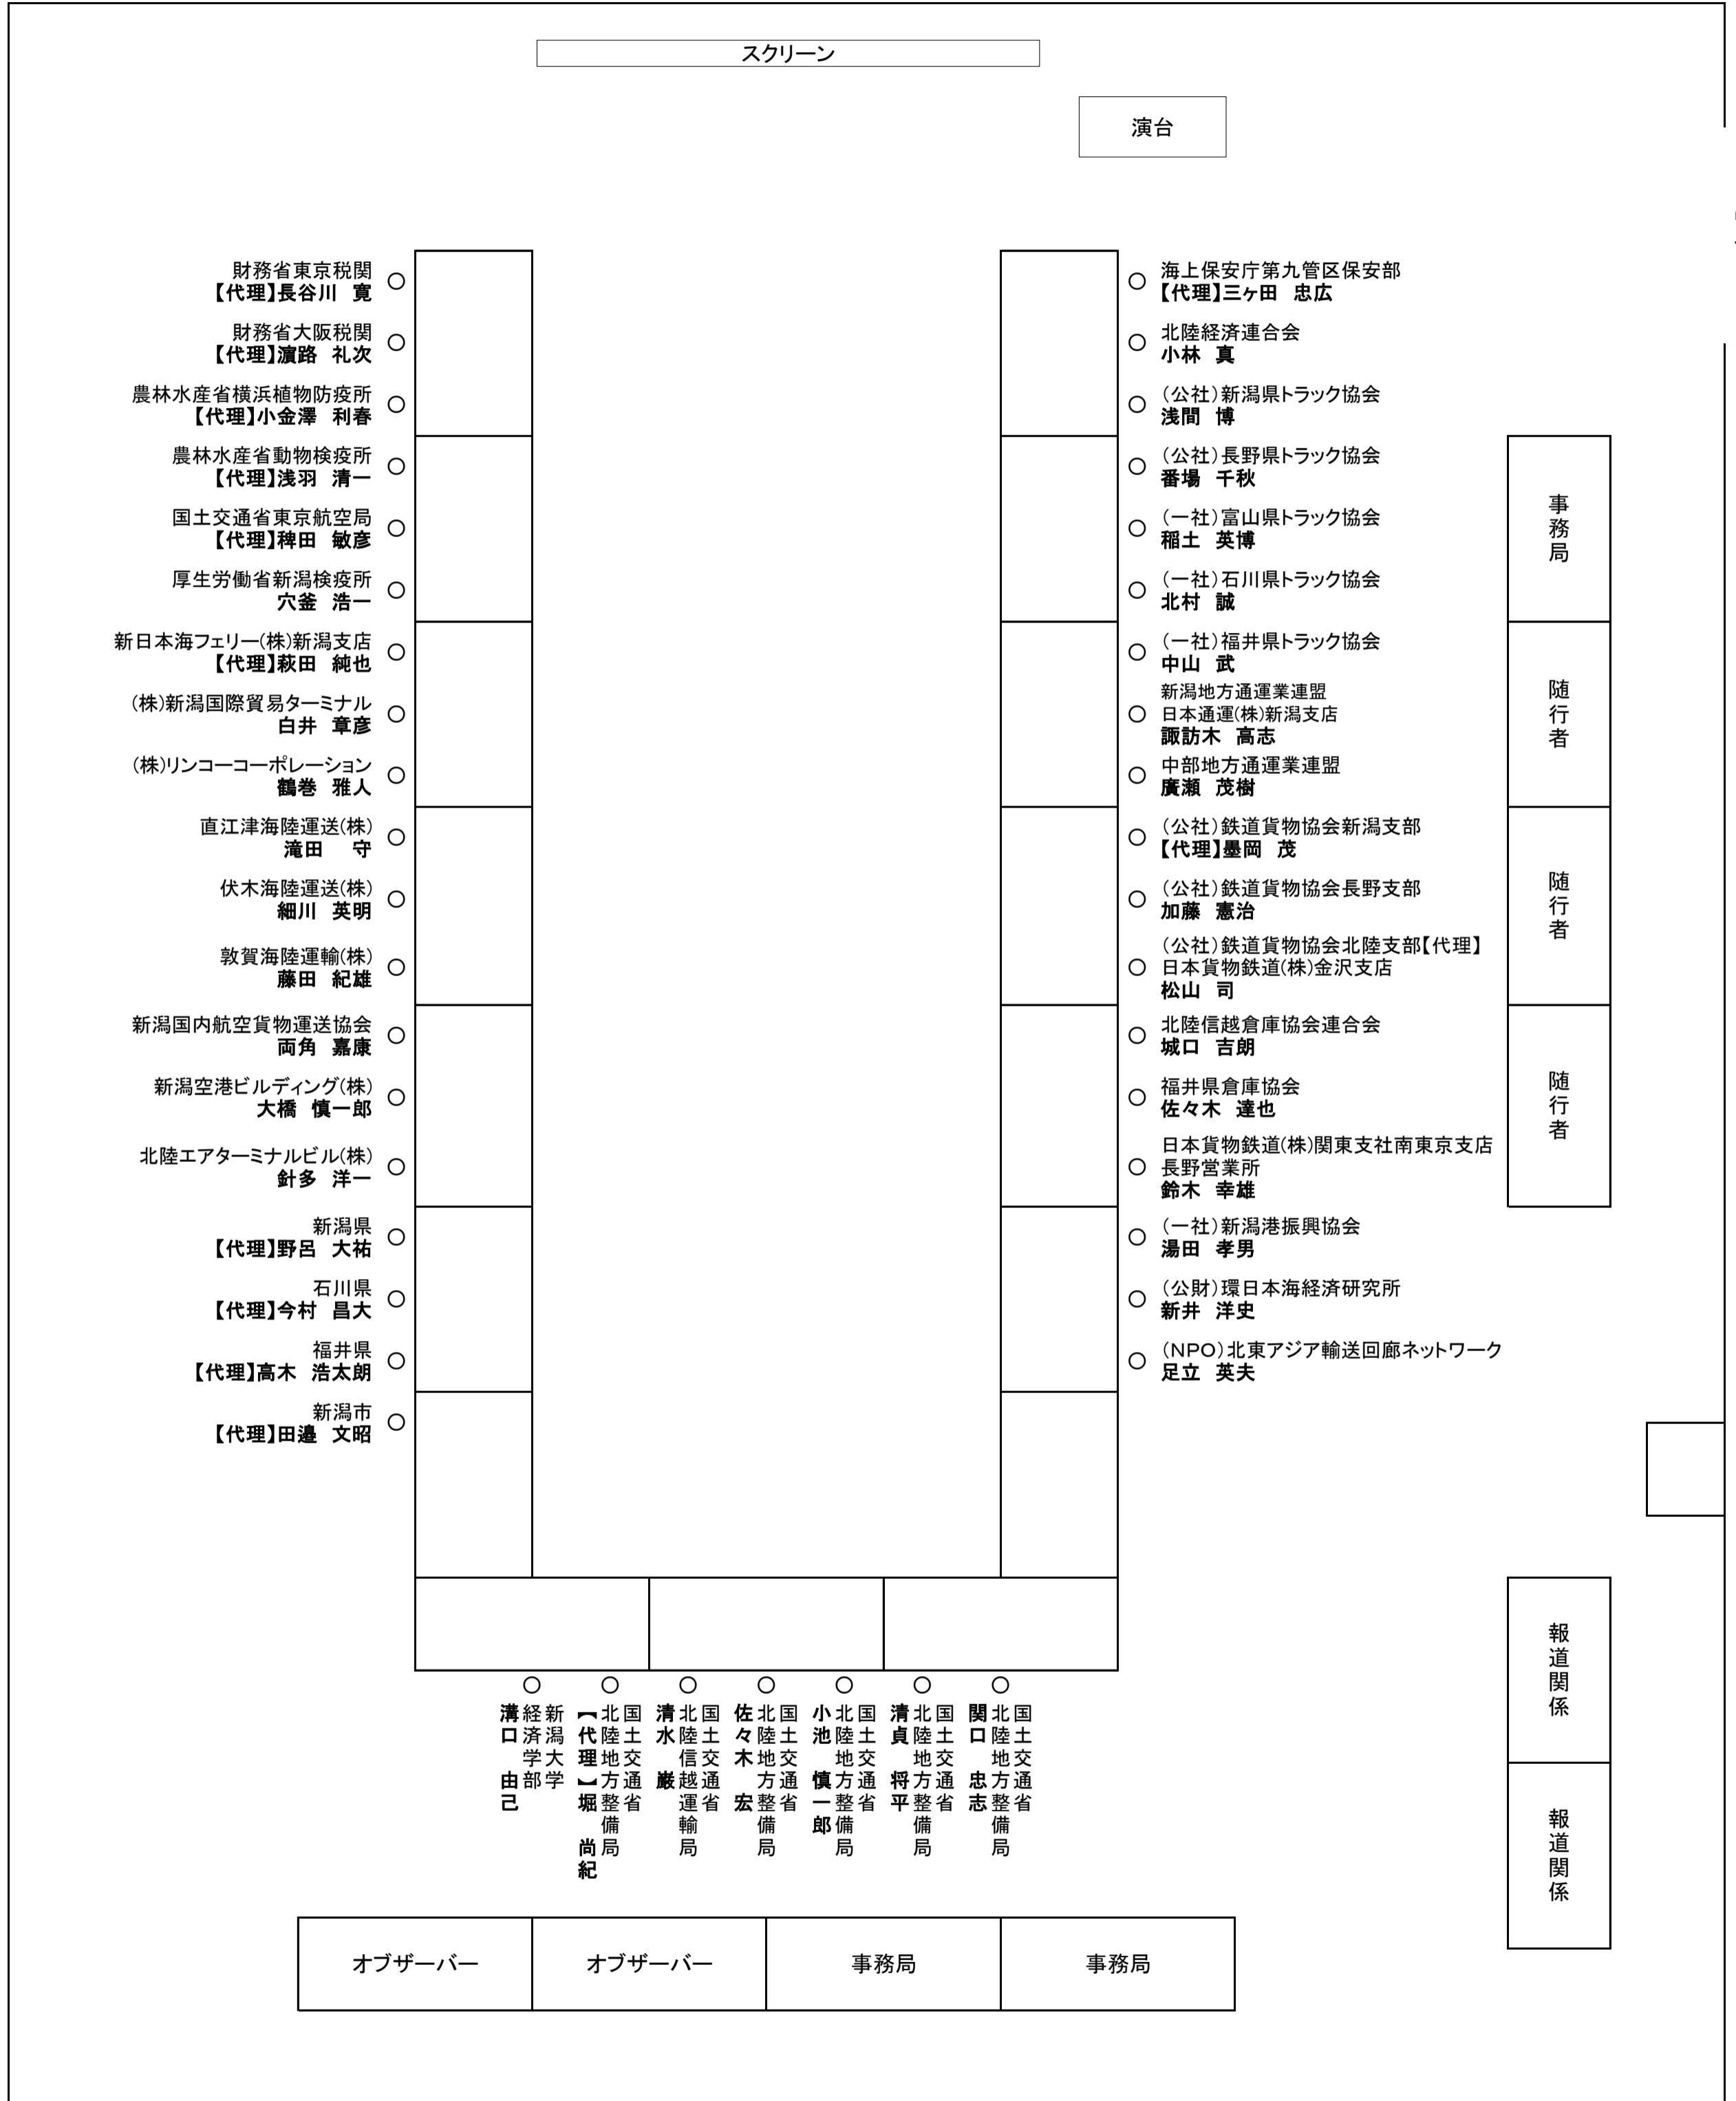 スクリーン
演台
財務省東京税関
【代理】長谷川　寛
財務省大阪税関
【代理】濵路　礼次
農林水産省横浜植物防疫所
【代理】小金澤　利春
農林水産省動物検疫所
【代理】浅羽　清一
国土交通省東京航空局
【代理】稗田　敏彦
厚生労働省新潟検疫所
穴釜　浩一
新日本海フェリー(株)新潟支店
【代理】萩田　純也
(株)新潟国際貿易ターミナル
白井　章彦
(株)リンコーコーポレーション
鶴巻　雅人
直江津海陸運送(株)
滝田　守
伏木海陸運送(株)
細川　英明
敦賀海陸運輸(株)
藤田　紀雄
新潟国内航空貨物運送協会
両角　嘉康
新潟空港ビルディング(株)
大橋　慎一郎
北陸エアターミナルビル(株)
針多　洋一
新潟県
【代理】野呂　大祐
石川県
【代理】今村　昌大
福井県
【代理】高木　浩太朗
新潟市
【代理】田邉　文昭
海上保安庁第九管区保安部
【代理】三ヶ田　忠広
北陸経済連合会
小林　真
(公社)新潟県トラック協会
浅間　博
(公社)長野県トラック協会
番場　千秋
(一社)富山県トラック協会
稲土　英博
(一社)石川県トラック協会
北村　誠
(一社)福井県トラック協会
中山　武
新潟地方通運業連盟
日本通運(株)新潟支店
諏訪木　高志
中部地方通運業連盟
廣瀬　茂樹
(公社)鉄道貨物協会新潟支部
【代理】墨岡　茂
(公社)鉄道貨物協会長野支部
加藤　憲治
(公社)鉄道貨物協会北陸支部【代理】
日本貨物鉄道(株)金沢支店
松山　司
北陸信越倉庫協会連合会
城口　吉朗
福井県倉庫協会
佐々木　達也
日本貨物鉄道(株)関東支社南東京支店
長野営業所
鈴木　幸雄
(一社)新潟港振興協会
湯田　孝男
(公財)環日本海経済研究所
新井　洋史
(NPO)北東アジア輸送回廊ネットワーク
足立　英夫
事務局
随行者
随行者
随行者
報道関係
報道関係
国土交通省
北陸地方整備局
関口　忠志
国土交通省
北陸地方整備局
清貞　将平
国土交通省
北陸地方整備局
小池　慎一郎
国土交通省
北陸地方整備局
佐々木　宏
国土交通省
北陸信越運輸局
清水　巌
国土交通省
北陸地方整備局
【代理】堀　尚紀
新潟大学
経済学部
溝口　由己
オブザーバー
オブザーバー
事務局
事務局